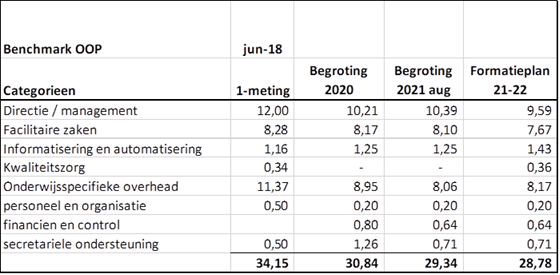 Benchmark OOP jun-18
Begroting Begroting Formatieplan
Categorieen 1-meting 2020 2021 aug 21-22
Directie / management 12,00 10,21 10,39 9,59
Facilitaire zaken 8,28 8,17 8,10 7,67
Informatisering en automatisering 1,16 1,25 1,25 1,43
Kwaliteitszorg 0,34 - - 0,36
Onderwijsspecifieke overhead 11,37 8,95 8,06 8,17
personeel en organisatie 0,50 0,20 0,20 0,20
financien en control 0,80 0,64 0,64
secretariele ondersteuning 0,50 1,26 0,71 0,71
34,15 30,84 29,34 28,78